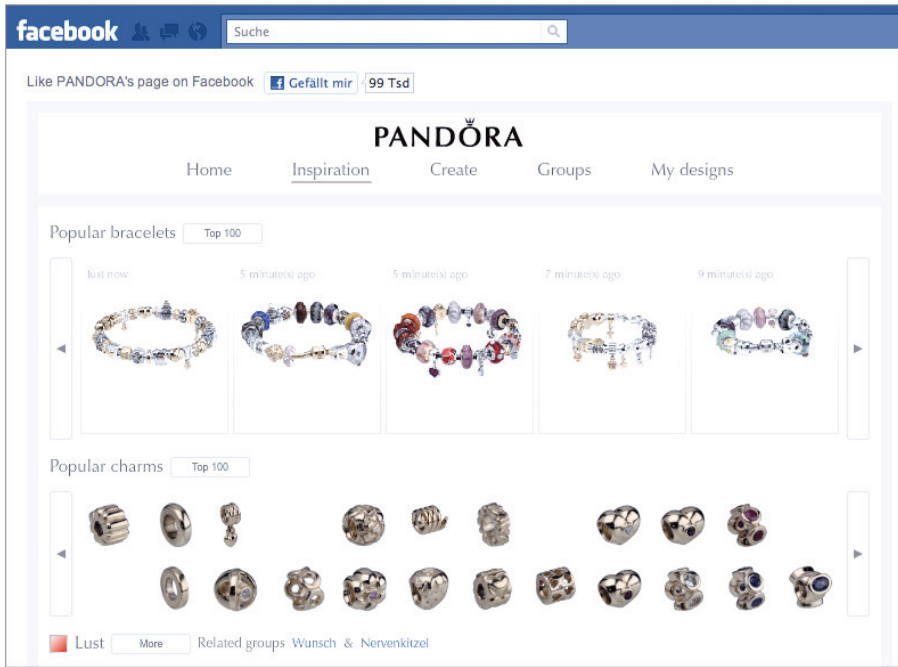 facebook Suche
Like PANDORA's page on Facebook Gefällt mir 99 Tsd
PANDORA
Home Inspiration Create Groups My designs
Popular bracelets Top 100
Just now 5 minute(s) ago 5 minute(s) ago 7 minute(s) ago 9 minute(s) ago
Popular charms Top 100
Lust More Related groups Wunsch & Nervenkitzel